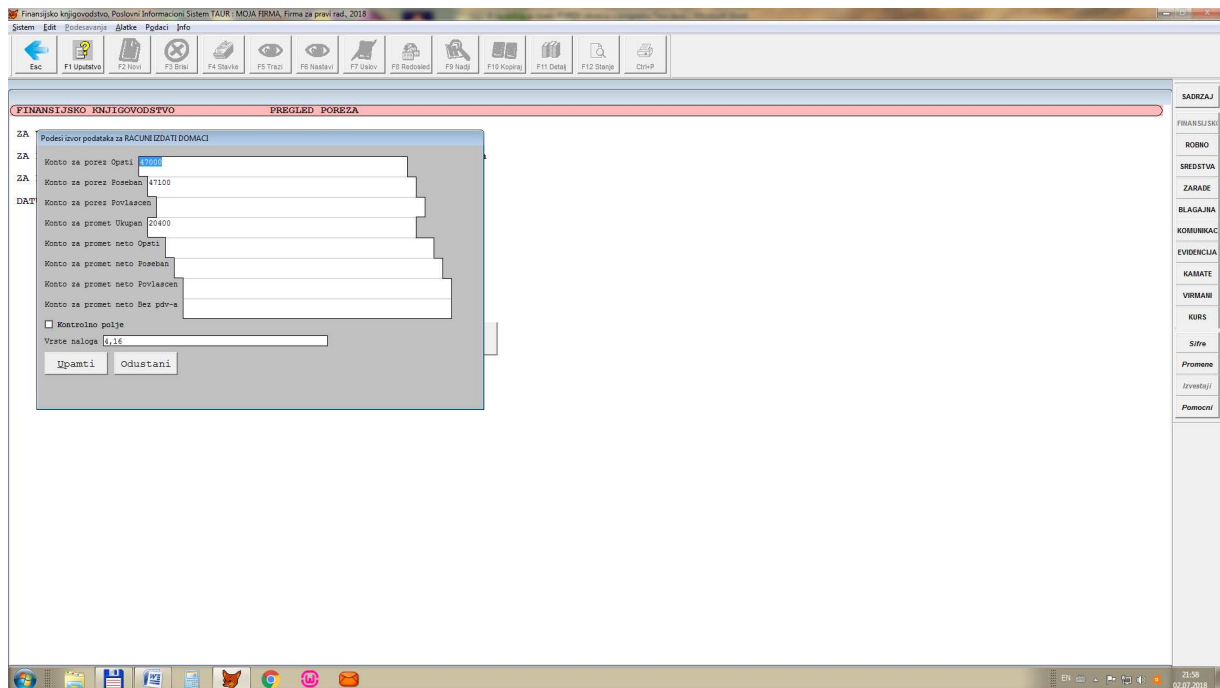 Finansijsko knjigovodstvo, Poslovni Informacioni Sistem TAUR : MOJA FIRMA, Firma za pravi rad., 2018
Sistem Edit Podesavanja Alatke Podaci Info
Esc F1 Uputstvo F2 Novi F3 Brisi F4 Stavke F5 Trazi F6 Nastavi F7 Uslov F8 Redosled F9 Nadji F10 Kopiraj F11 Detalj F12 Stanje Ctrl+P
FINANSIJSKO KNJIGOVODSTVO PREGLED POREZA
ZA
ZA
ZA
DAT
Podesi izvor podataka za RACUNI IZDATI DOMACI
Konto za porez Opsti 47000
Konto za porez Poseban 47100
Konto za porez Povlascen
Konto za promet Ukupan 20400
Konto za promet neto Opsti
Konto za promet neto Poseban
Konto za promet neto Povlascen
Konto za promet neto Bez pdv-a
Kontrolno polje
Vrste naloga 4,16
Upamti Odustani
SADRZAJ
FINANSIJSKO
ROBNO
SREDSTVA
ZARADE
BLAGAJNA
KOMUNIKAC
EVIDENCIJA
KAMATE
VIRMANI
KURS
Sifre
Promene
Izvestaji
Pomocni
EN
21:58
02.07.2018